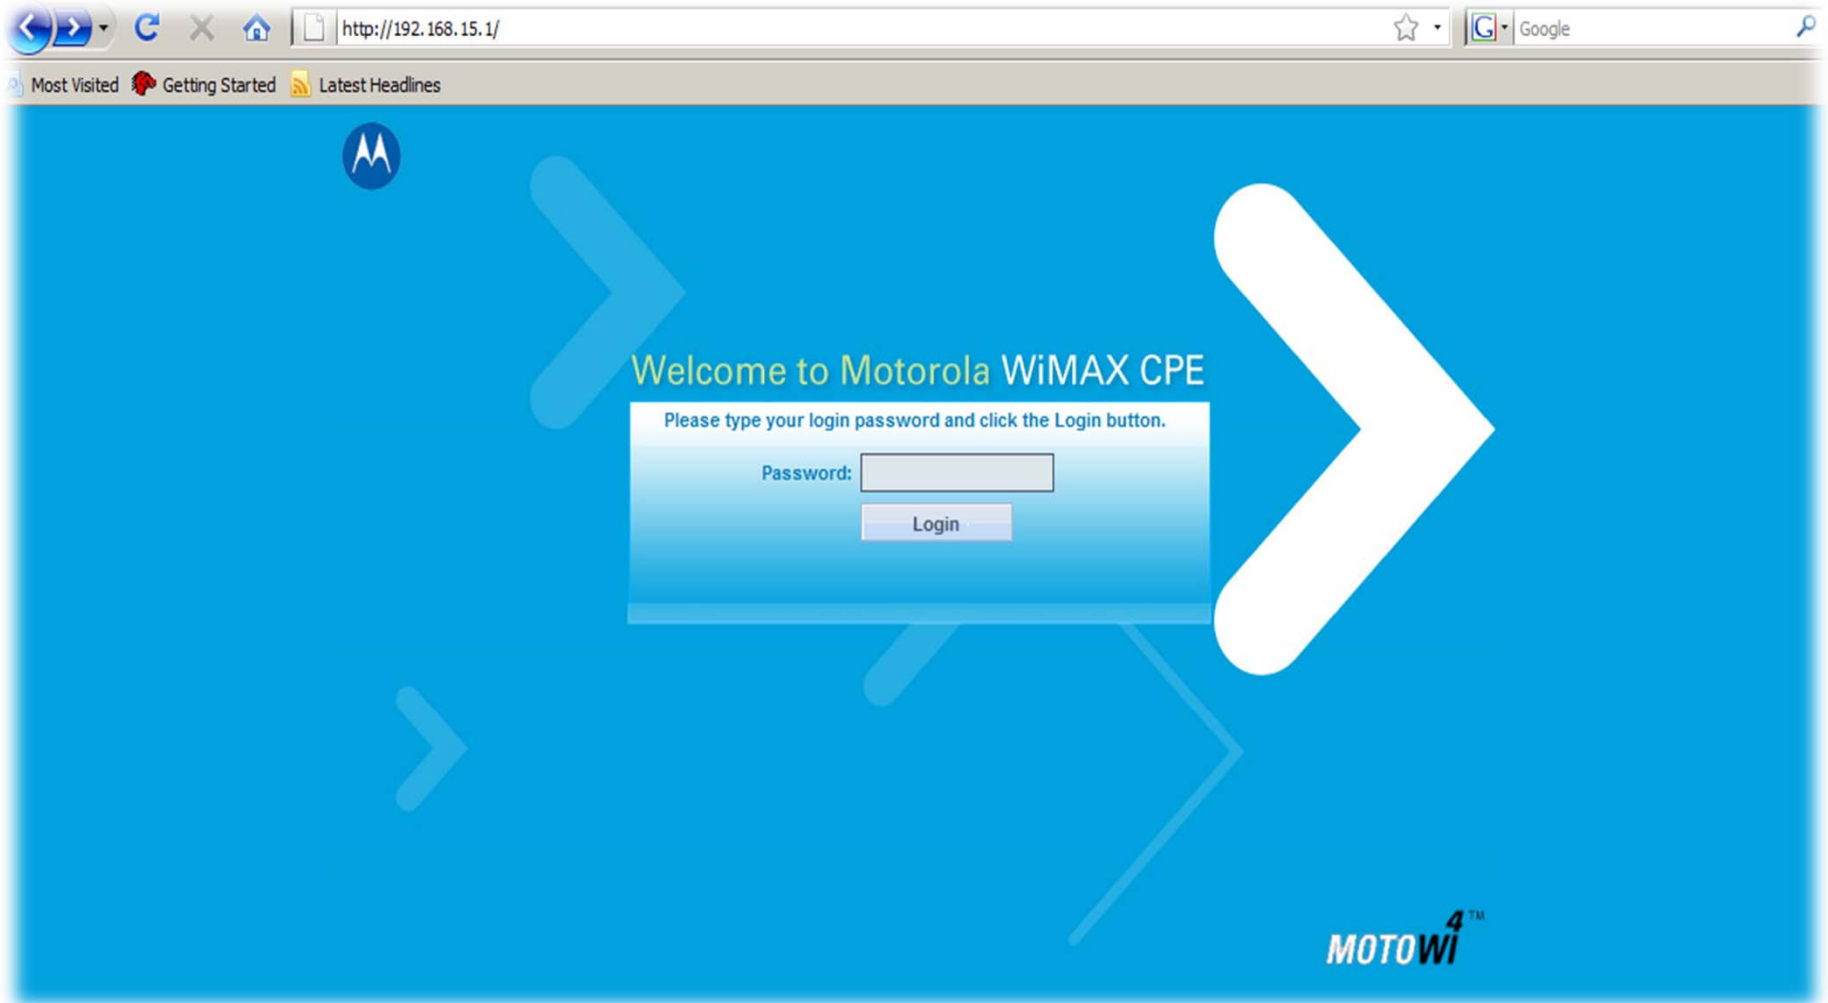 http://192.168.15.1/
Google
Most Visited Getting Started Latest Headlines
Welcome to Motorola WiMAX CPE
Please type your login password and click the Login button.
Password:
Login
MOTOWi4™